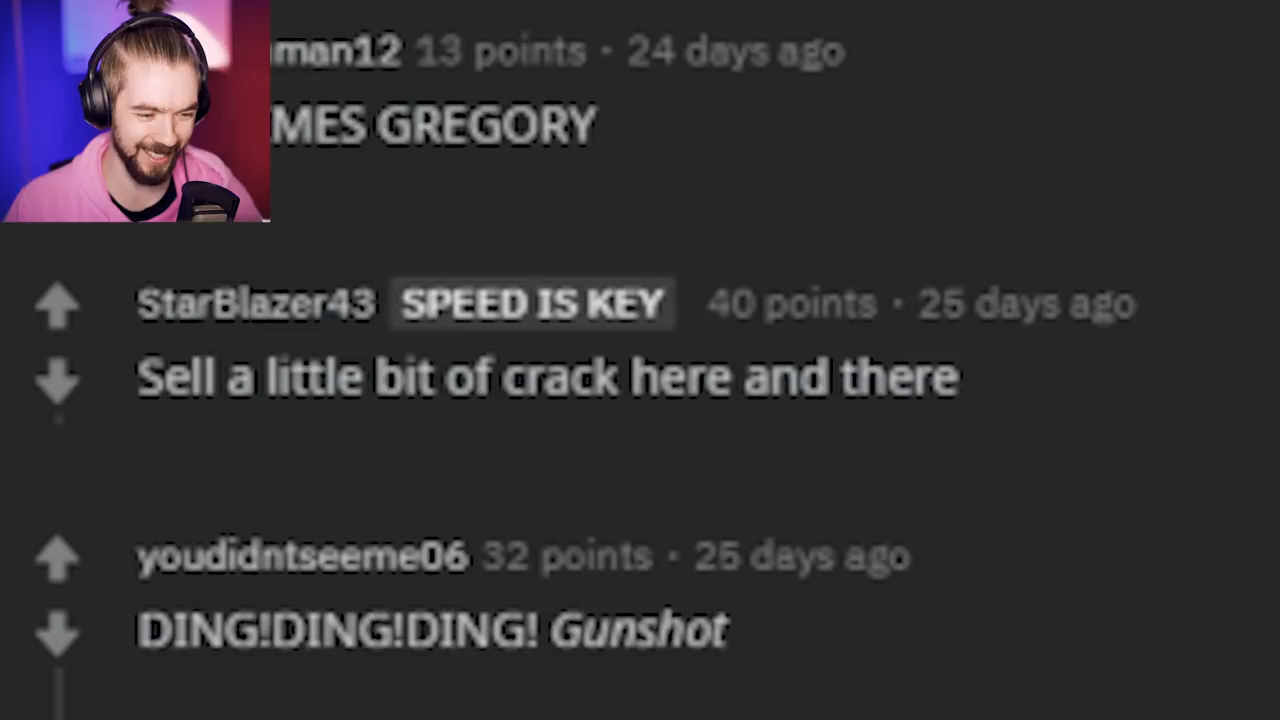 man12 13 points · 24 days ago
MES GREGORY
StarBlazer43 SPEED IS KEY 40 points · 25 days ago
Sell a little bit of crack here and there
youdidntseeme06 32 points · 25 days ago
DING!DING!DING! Gunshot